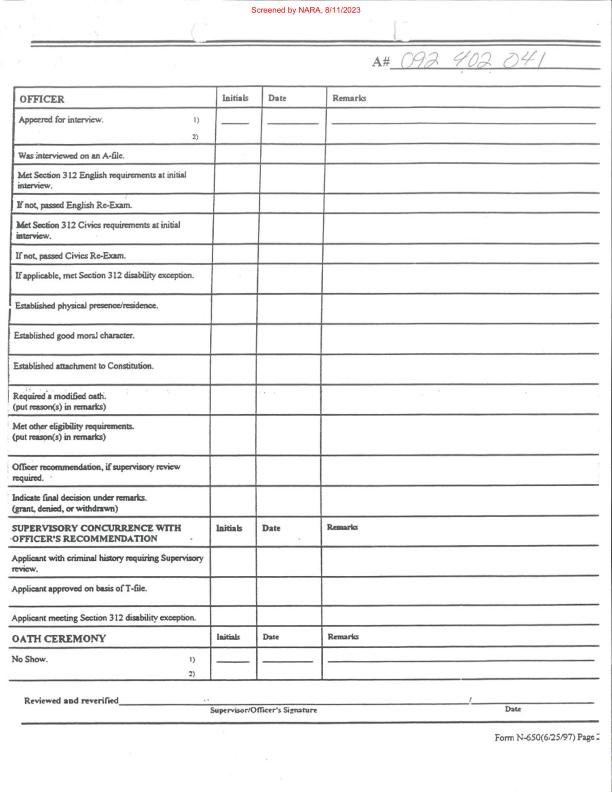 Screened by NARA, 8/11/2023
A# 092 402 041
OFFICER Initials Date Remarks
Appeered for interview. 1)
2)
Was interviewed on an A-file.
Met Section 312 English requirements at initial
interview.
If not, passed English Re-Exam.
Met Section 312 Civics requirements at initial
interview.
If not, passed Civics Re-Exam.
If applicable, met Section 312 disability exception.
Established physical presence/residence.
Established good moral character.
Established attachment to Constitution.
Required a modified oath.
(put reason(s) in remarks)
Met other eligibility requirements.
(put reason(s) in remarks)
Officer recommendation, if supervisory review
required.
Indicate final decision under remarks.
(grant, denied, or withdrawn)
SUPERVISORY CONCURRENCE WITH Initials Date Remarks
OFFICER'S RECOMMENDATION
Applicant with criminal history requiring Supervisory
review.
Applicant approved on basis of T-file.
Applicant meeting Section 312 disability exception.
OATH CEREMONY Initials Date Remarks
No Show. 1)
2)
Reviewed and reverified /
Supervisor/Officer's Signature Date
Form N-650(6/25/97) Page